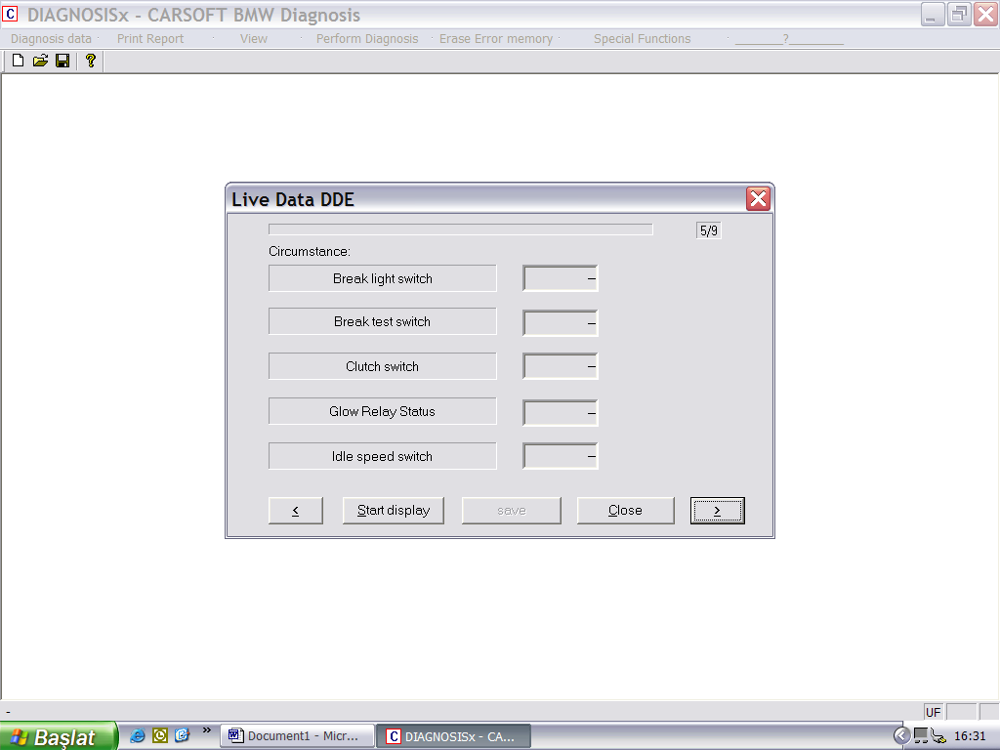 C DIAGNOSISx - CARSOFT BMW Diagnosis
Diagnosis data - Print Report - View - Perform Diagnosis - Erase Error memory - Special Functions - _______?________
?
Live Data DDE
5/9
Circumstance:
Break light switch –
Break test switch –
Clutch switch –
Glow Relay Status –
Idle speed switch –
< Start display save Close >
- UF
Başlat » Document1 - Micr... C DIAGNOSISx - CA... 16:31